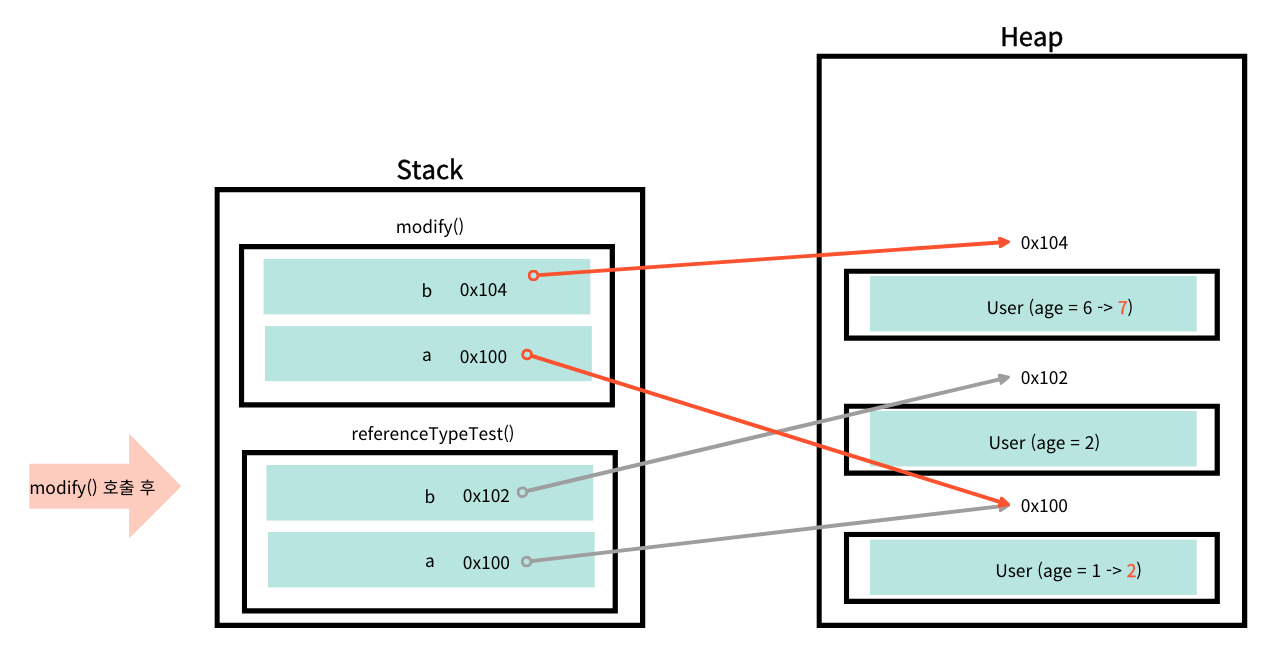 Heap
Stack
modify()
b 0x104
a 0x100
referenceTypeTest()
b 0x102
a 0x100
modify() 호출 후
0x104
User (age = 6 -> 7)
0x102
User (age = 2)
0x100
User (age = 1 -> 2)